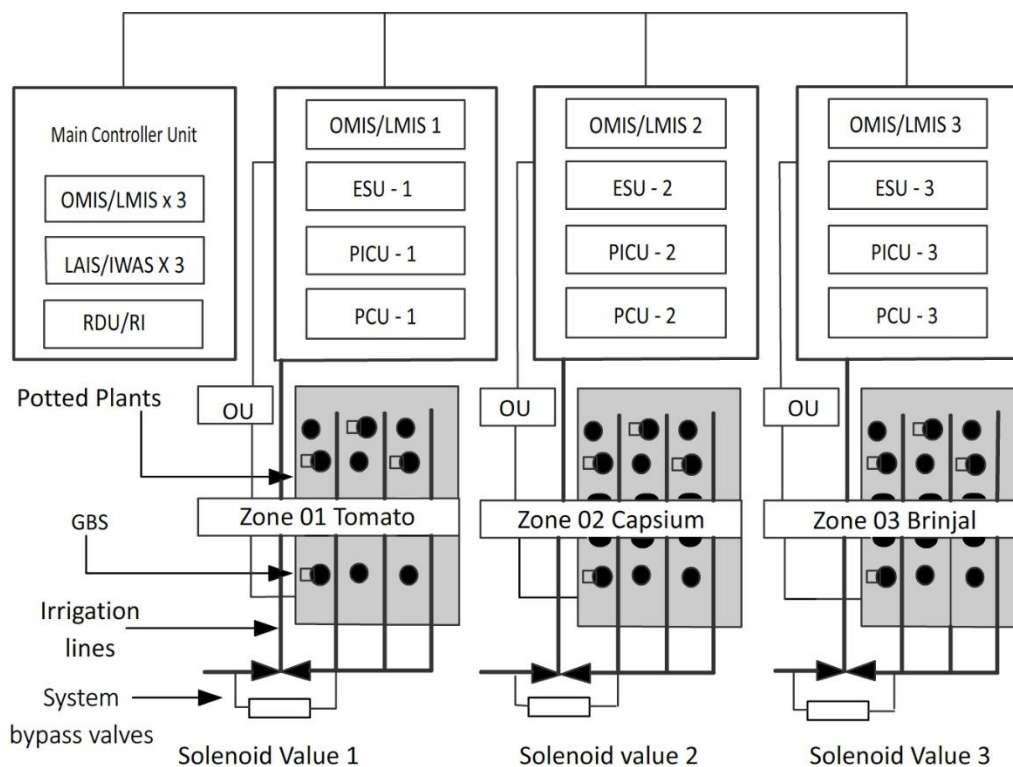 Main Controller Unit
OMIS/LMIS x 3
LAIS/IWAS X 3
RDU/RI
OMIS/LMIS 1
ESU - 1
PICU - 1
PCU - 1
OMIS/LMIS 2
ESU - 2
PICU - 2
PCU - 2
OMIS/LMIS 3
ESU - 3
PICU - 3
PCU - 3
Potted Plants
OU
OU
OU
GBS
Zone 01 Tomato
Zone 02 Capsium
Zone 03 Brinjal
Irrigation
lines
System
bypass valves
Solenoid Value 1
Solenoid value 2
Solenoid Value 3